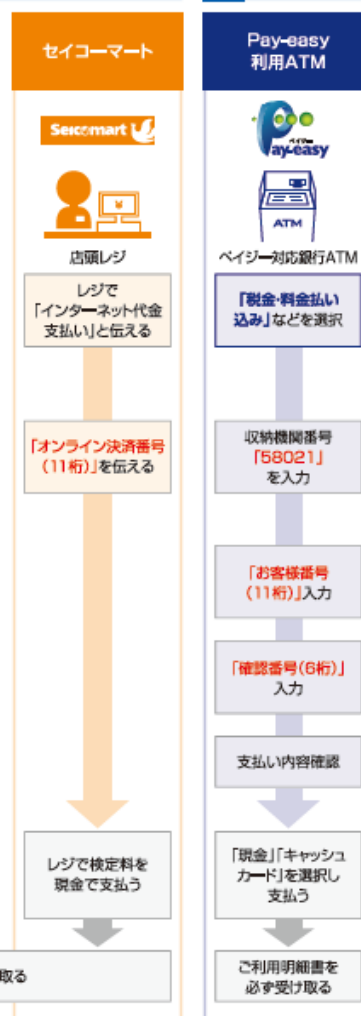 セイコーマート
Seicomart
店頭レジ
レジで
「インターネット代金
支払い」と伝える
「オンライン決済番号
(11桁)」を伝える
レジで検定料を
現金で支払う
取る
Pay-easy
利用ATM
ペイジー
Pay-easy
ATM
ペイジー対応銀行ATM
「税金・料金払い
込み」などを選択
収納機関番号
「58021」
を入力
「お客様番号
(11桁)」入力
「確認番号(6桁)」
入力
支払い内容確認
「現金」「キャッシュ
カード」を選択し
支払う
ご利用明細書を
必ず受け取る